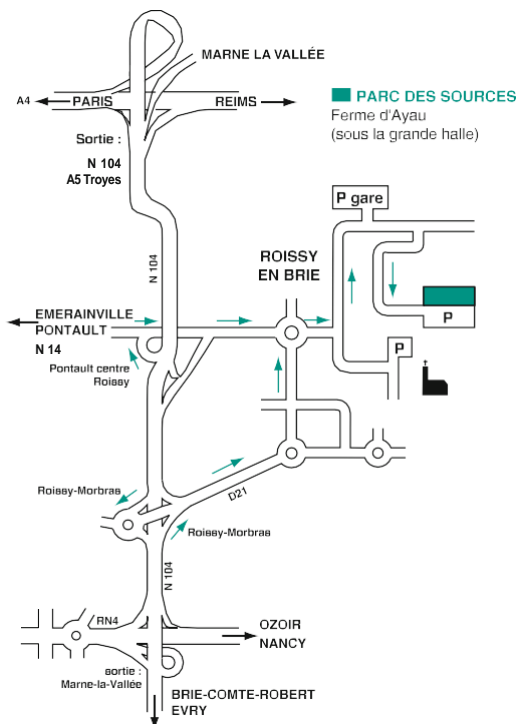 MARNE LA VALLÉE
A4
PARIS
REIMS
PARC DES SOURCES
Ferme d'Ayau
(sous la grande halle)
Sortie :
N 104
A5 Troyes
P gare
N 104
ROISSY
EN BRIE
EMERAINVILLE
PONTAULT
N 14
P
P
Pontault centre
Roissy
Roissy-Morbras
D21
Roissy-Morbras
N 104
RN4
OZOIR
NANCY
sortie :
Marne-la-Vallée
BRIE-COMTE-ROBERT
EVRY